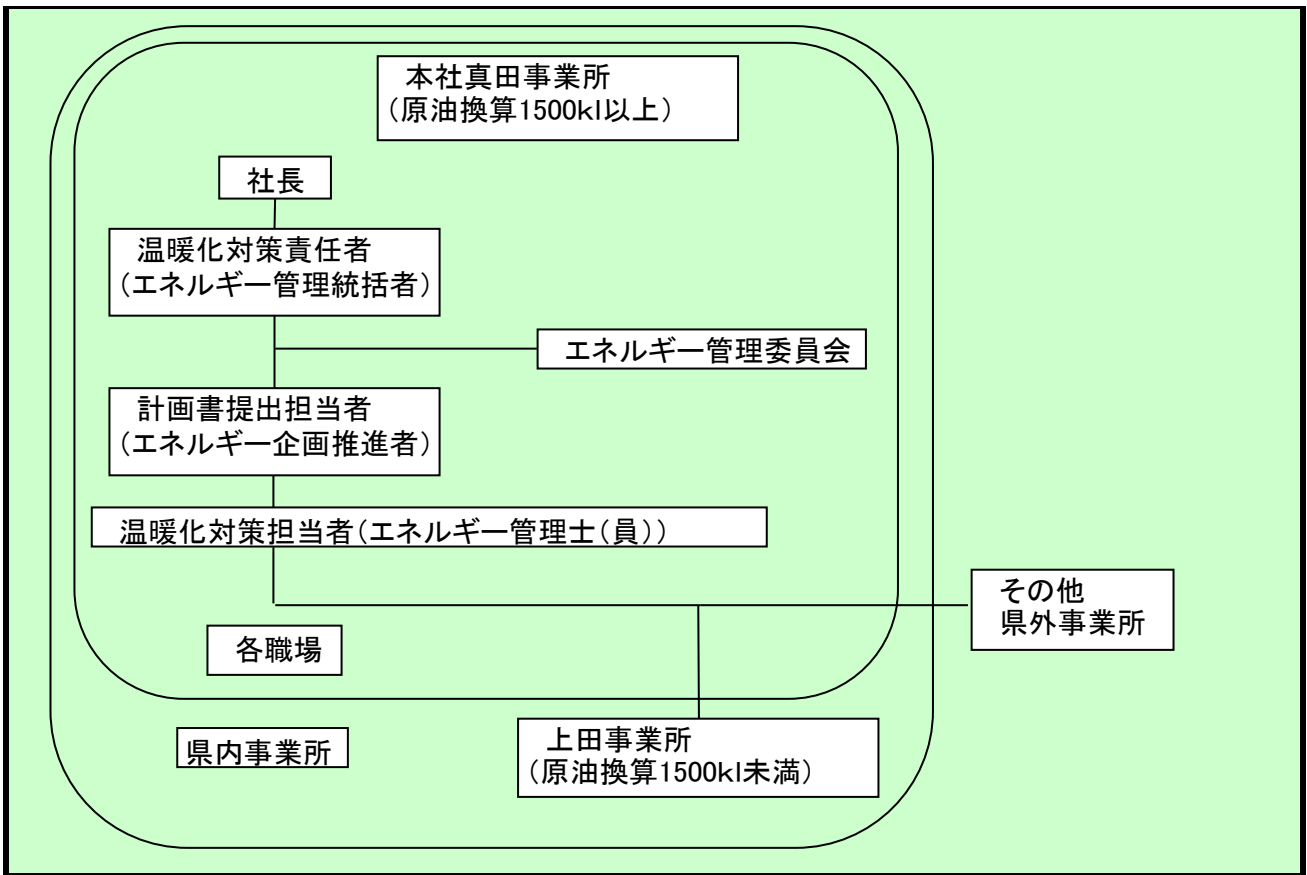 本社真田事業所
（原油換算1500kl以上）
社長
温暖化対策責任者
（エネルギー管理統括者）
エネルギー管理委員会
計画書提出担当者
（エネルギー企画推進者）
温暖化対策担当者（エネルギー管理士（員））
その他
県外事業所
各職場
県内事業所
上田事業所
（原油換算1500kl未満）